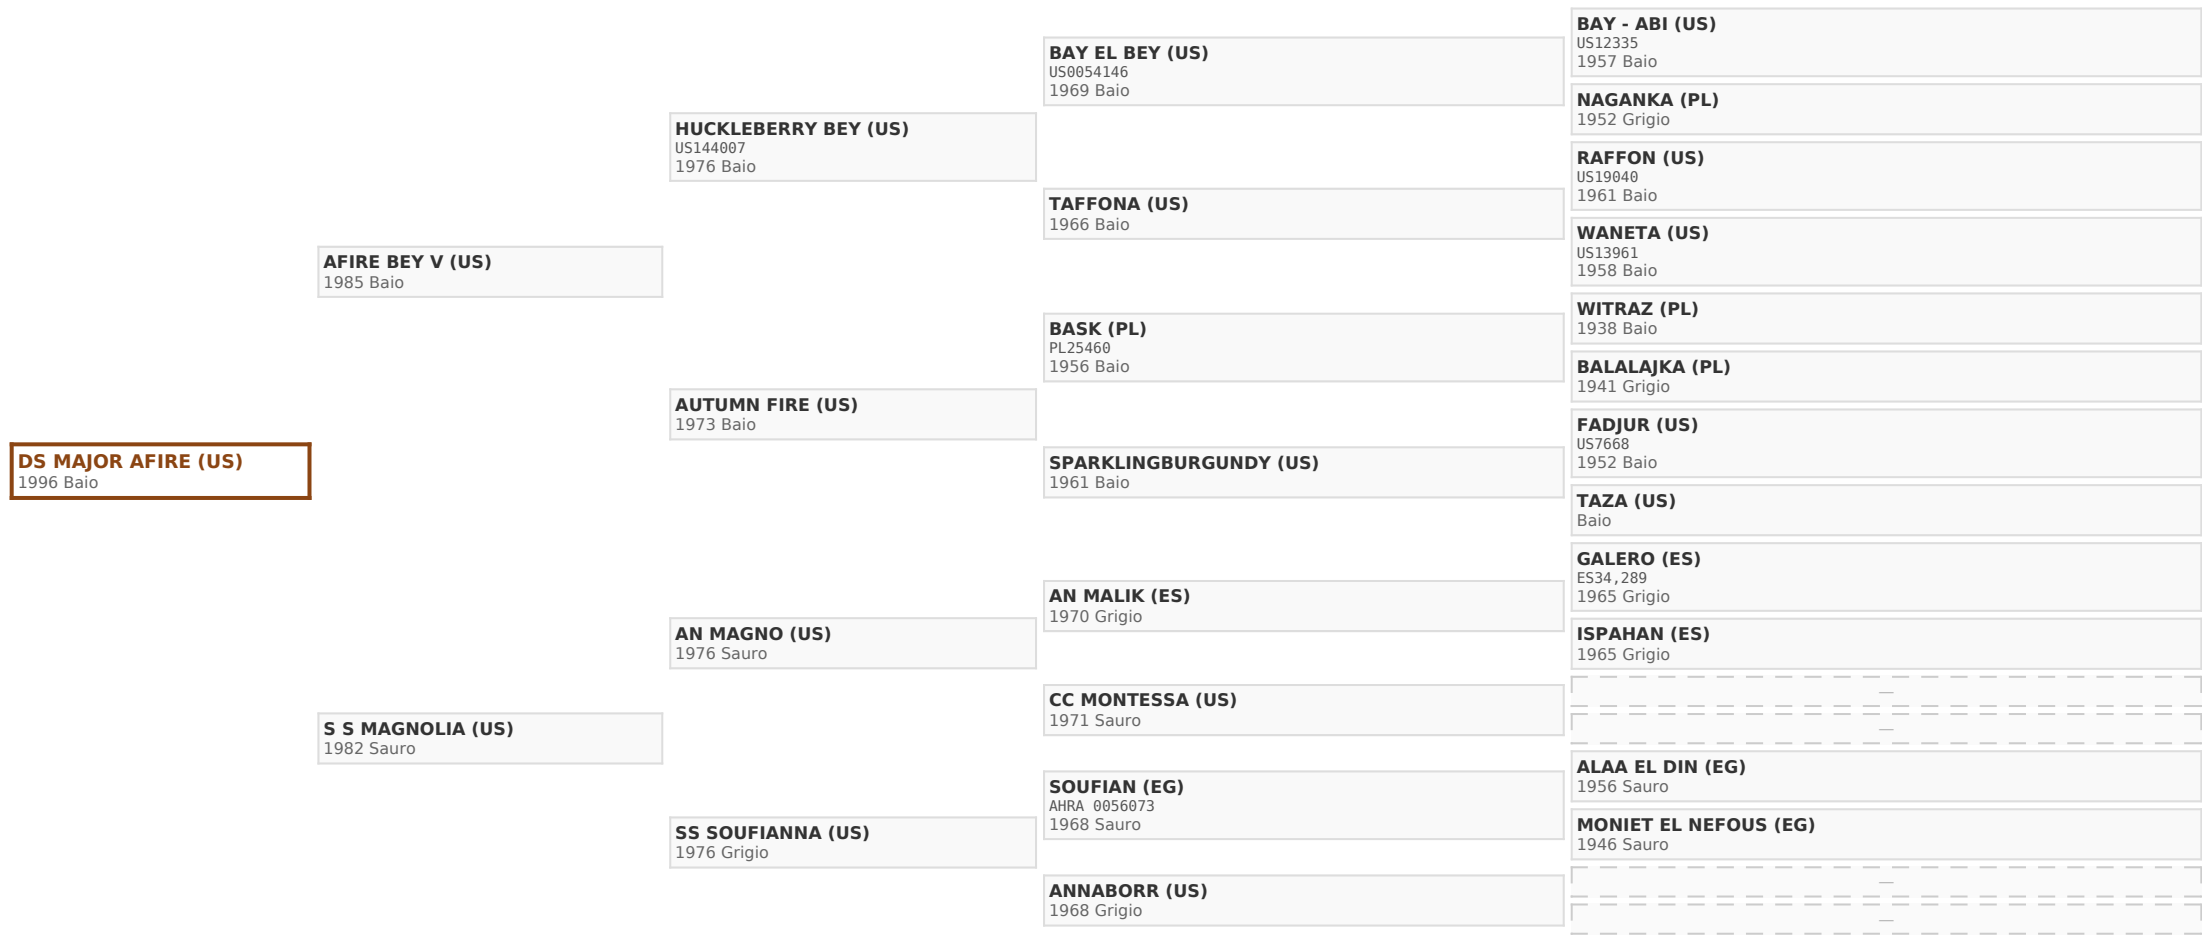 DS MAJOR AFIRE (US)
1996 Baio
AFIRE BEY V (US)
1985 Baio
S S MAGNOLIA (US)
1982 Sauro
HUCKLEBERRY BEY (US)
US144007
1976 Baio
AUTUMN FIRE (US)
1973 Baio
AN MAGNO (US)
1976 Sauro
SS SOUFIANNA (US)
1976 Grigio
BAY EL BEY (US)
US0054146
1969 Baio
TAFFONA (US)
1966 Baio
BASK (PL)
PL25460
1956 Baio
SPARKLINGBURGUNDY (US)
1961 Baio
AN MALIK (ES)
1970 Grigio
CC MONTESSA (US)
1971 Sauro
SOUFIAN (EG)
AHRA 0056073
1968 Sauro
ANNABORR (US)
1968 Grigio
BAY - ABI (US)
US12335
1957 Baio
NAGANKA (PL)
1952 Grigio
RAFFON (US)
US19040
1961 Baio
WANETA (US)
US13961
1958 Baio
WITRAZ (PL)
1938 Baio
BALALAJKA (PL)
1941 Grigio
FADJUR (US)
US7668
1952 Baio
TAZA (US)
Baio
GALERO (ES)
ES34,289
1965 Grigio
ISPAHAN (ES)
1965 Grigio
—
—
ALAA EL DIN (EG)
1956 Sauro
MONIET EL NEFOUS (EG)
1946 Sauro
—
—